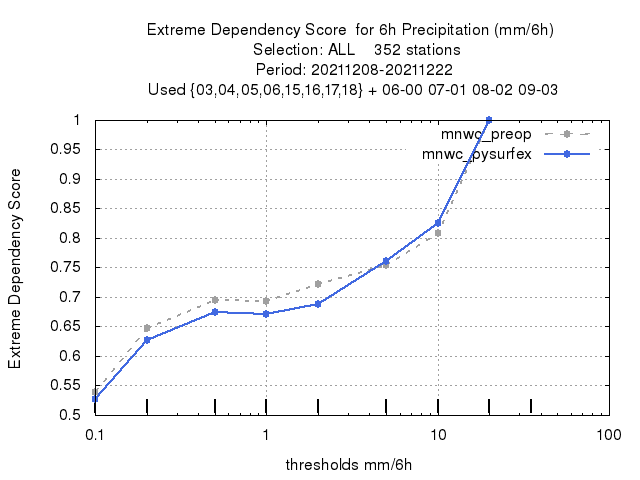 Extreme Dependency Score  for 6h Precipitation (mm/6h)
Selection: ALL    352 stations
Period: 20211208-20211222
Used {03,04,05,06,15,16,17,18} + 06-00 07-01 08-02 09-03
mnwc_preop
mnwc_pysurfex
Extreme Dependency Score
1
0.95
0.9
0.85
0.8
0.75
0.7
0.65
0.6
0.55
0.5
0.1
1
10
100
thresholds mm/6h